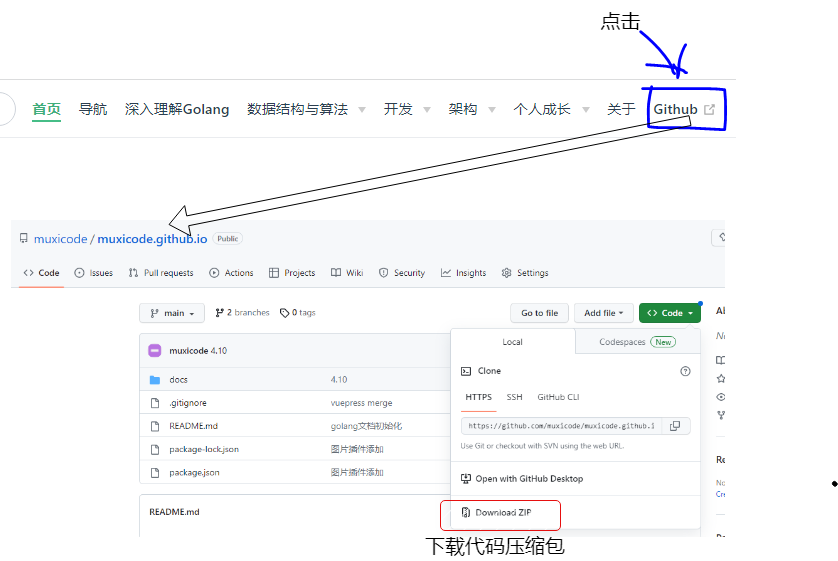 点击
首页 导航 深入理解Golang 数据结构与算法 开发 架构 个人成长 关于 Github
muxicode / muxicode.github.io Public
Code Issues Pull requests Actions Projects Wiki Security Insights Settings
main 2 branches 0 tags Go to file Add file Code
Local Codespaces New
muxicode 4.10
Clone
docs 4.10
HTTPS SSH GitHub CLI
.gitignore vuepress merge
README.md golang文档初始化
https://github.com/muxicode/muxicode.github.i
package-lock.json 图片插件添加
Use Git or checkout with SVN using the web URL.
package.json 图片插件添加
Open with GitHub Desktop
README.md
Download ZIP
下载代码压缩包